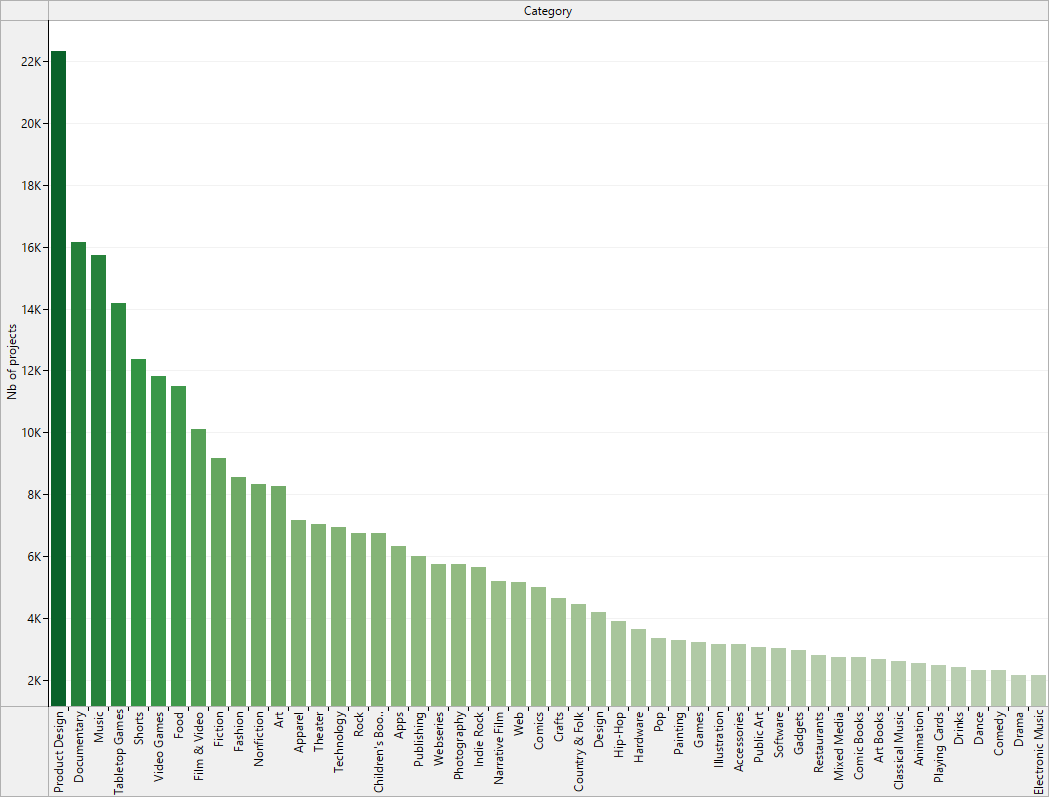 Category
Nb of projects
22K
20K
18K
16K
14K
12K
10K
8K
6K
4K
2K
Product Design
Documentary
Music
Tabletop Games
Shorts
Video Games
Food
Film & Video
Fiction
Fashion
Nonfiction
Art
Apparel
Theater
Technology
Rock
Children's Boo..
Apps
Publishing
Webseries
Photography
Indie Rock
Narrative Film
Web
Comics
Crafts
Country & Folk
Design
Hip-Hop
Hardware
Pop
Painting
Games
Illustration
Accessories
Public Art
Software
Gadgets
Restaurants
Mixed Media
Comic Books
Art Books
Classical Music
Animation
Playing Cards
Drinks
Dance
Comedy
Drama
Electronic Music